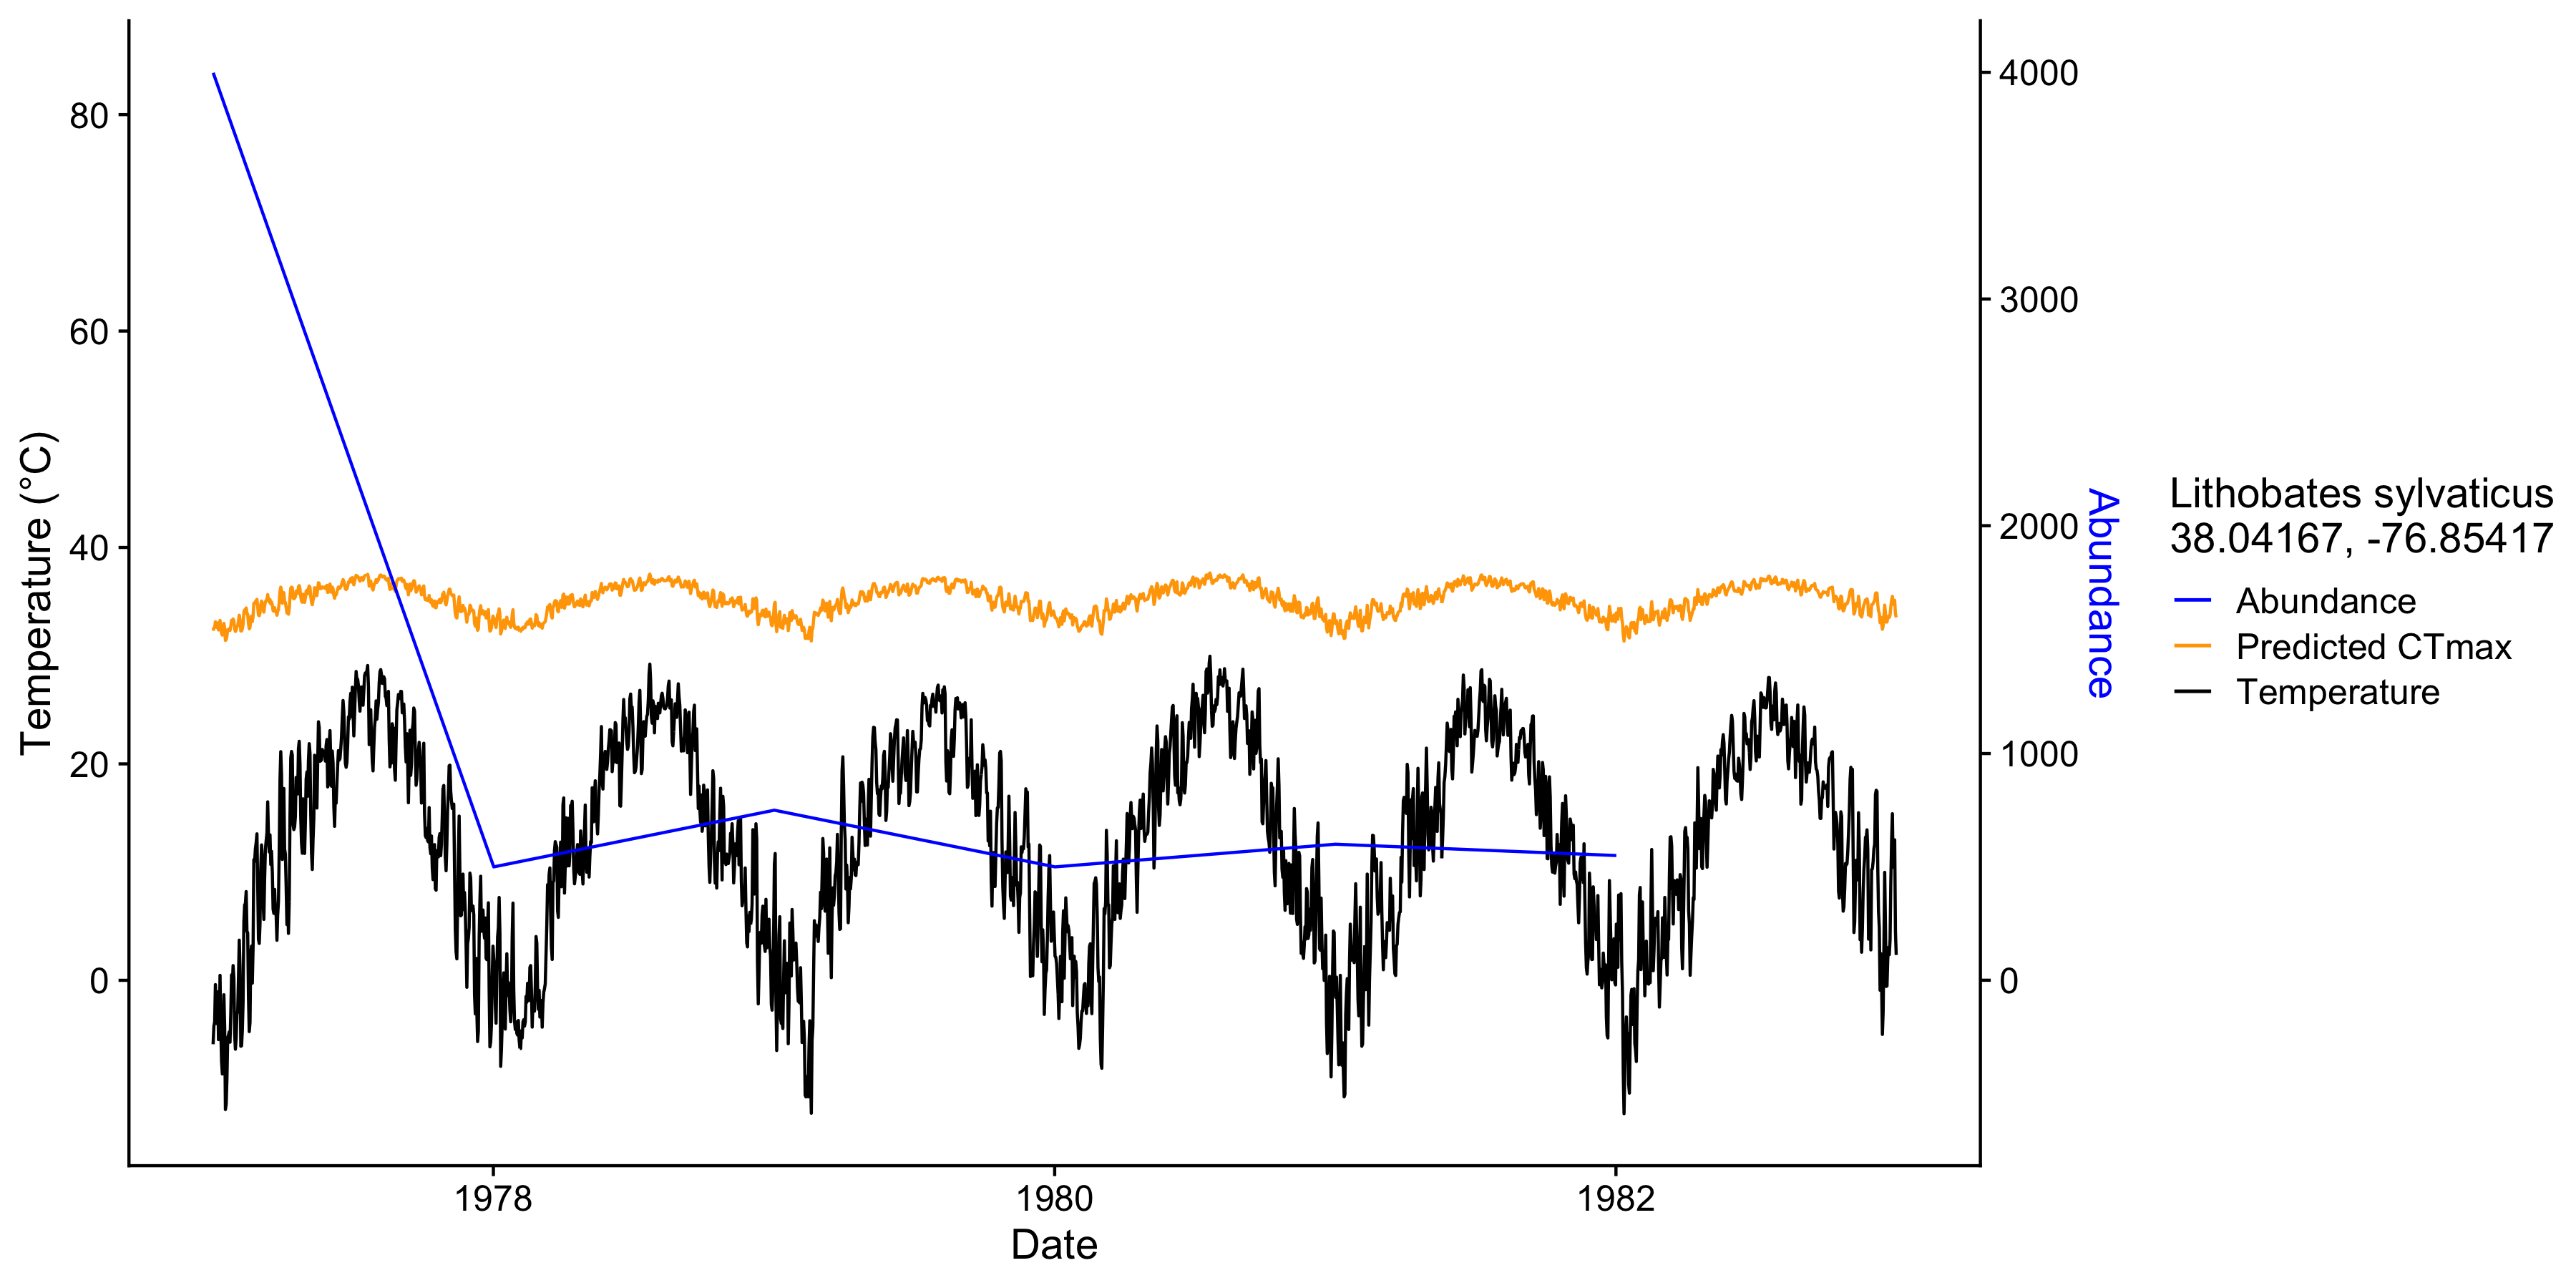 80
60
40
20
0
Temperature (°C)
4000
3000
2000
1000
0
Abundance
1978
1980
1982
Date
Lithobates sylvaticus
38.04167, -76.85417
Abundance
Predicted CTmax
Temperature